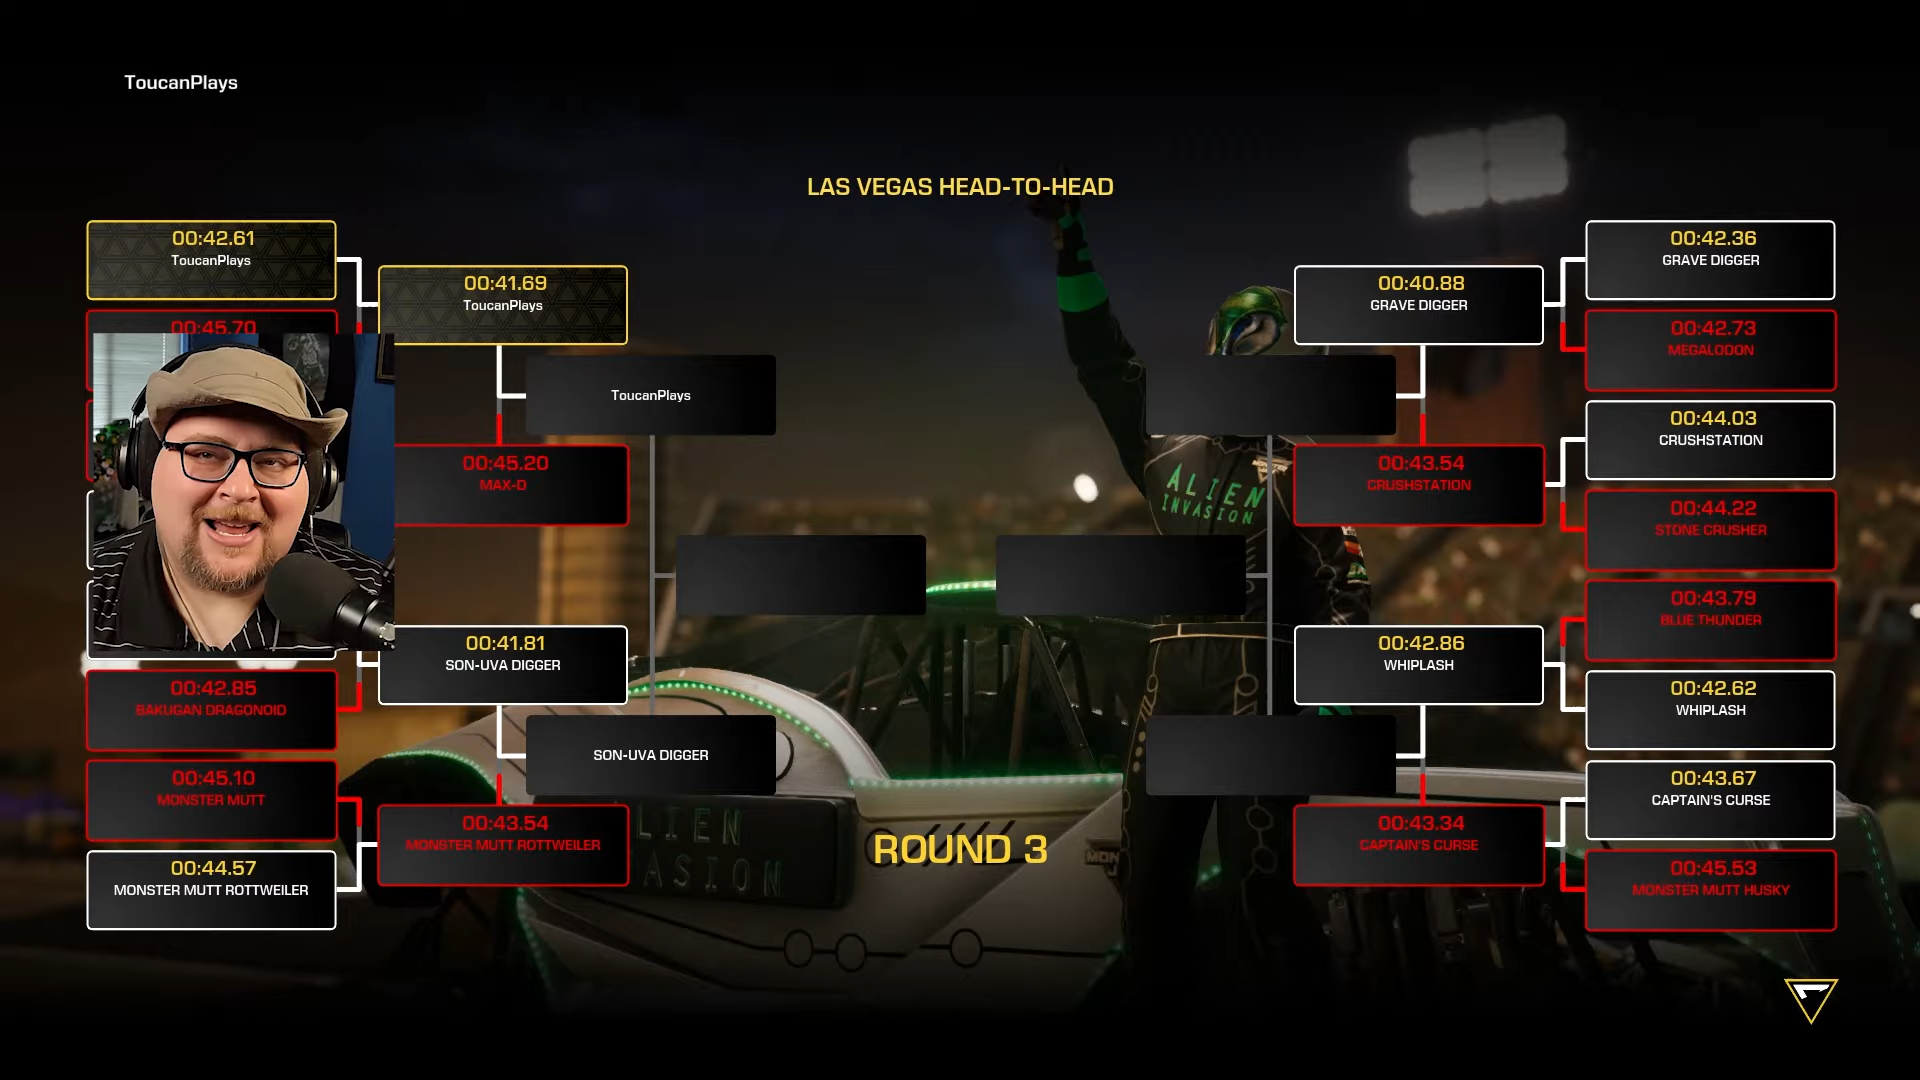 ToucanPlays
LAS VEGAS HEAD-TO-HEAD
00:42.61
ToucanPlays
00:45.70
00:42.85
BAKUGAN DRAGONOID
00:45.10
MONSTER MUTT
00:44.57
MONSTER MUTT ROTTWEILER
00:41.69
ToucanPlays
00:45.20
MAX-D
00:41.81
SON-UVA DIGGER
00:43.54
MONSTER MUTT ROTTWEILER
ToucanPlays
SON-UVA DIGGER
ALIEN
INVASION
ROUND 3
00:40.88
GRAVE DIGGER
00:43.54
CRUSHSTATION
00:42.86
WHIPLASH
00:43.34
CAPTAIN'S CURSE
00:42.36
GRAVE DIGGER
00:42.73
MEGALODON
00:44.03
CRUSHSTATION
00:44.22
STONE CRUSHER
00:43.79
BLUE THUNDER
00:42.62
WHIPLASH
00:43.67
CAPTAIN'S CURSE
00:45.53
MONSTER MUTT HUSKY